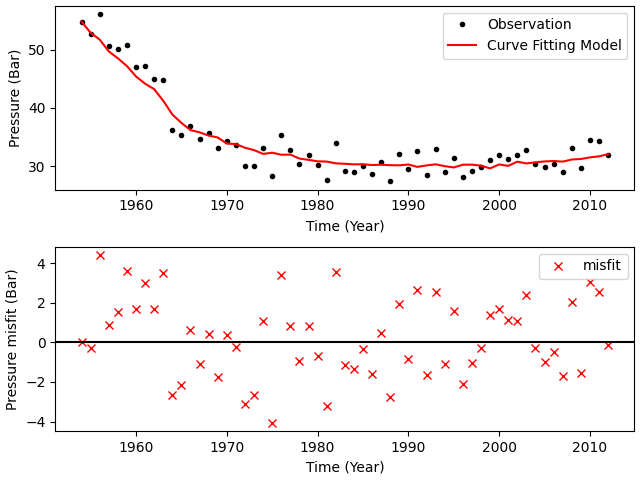 Observation
Curve Fitting Model
50
40
30
Pressure (Bar)
1960 1970 1980 1990 2000 2010
Time (Year)
misfit
4
2
0
−2
−4
Pressure misfit (Bar)
1960 1970 1980 1990 2000 2010
Time (Year)